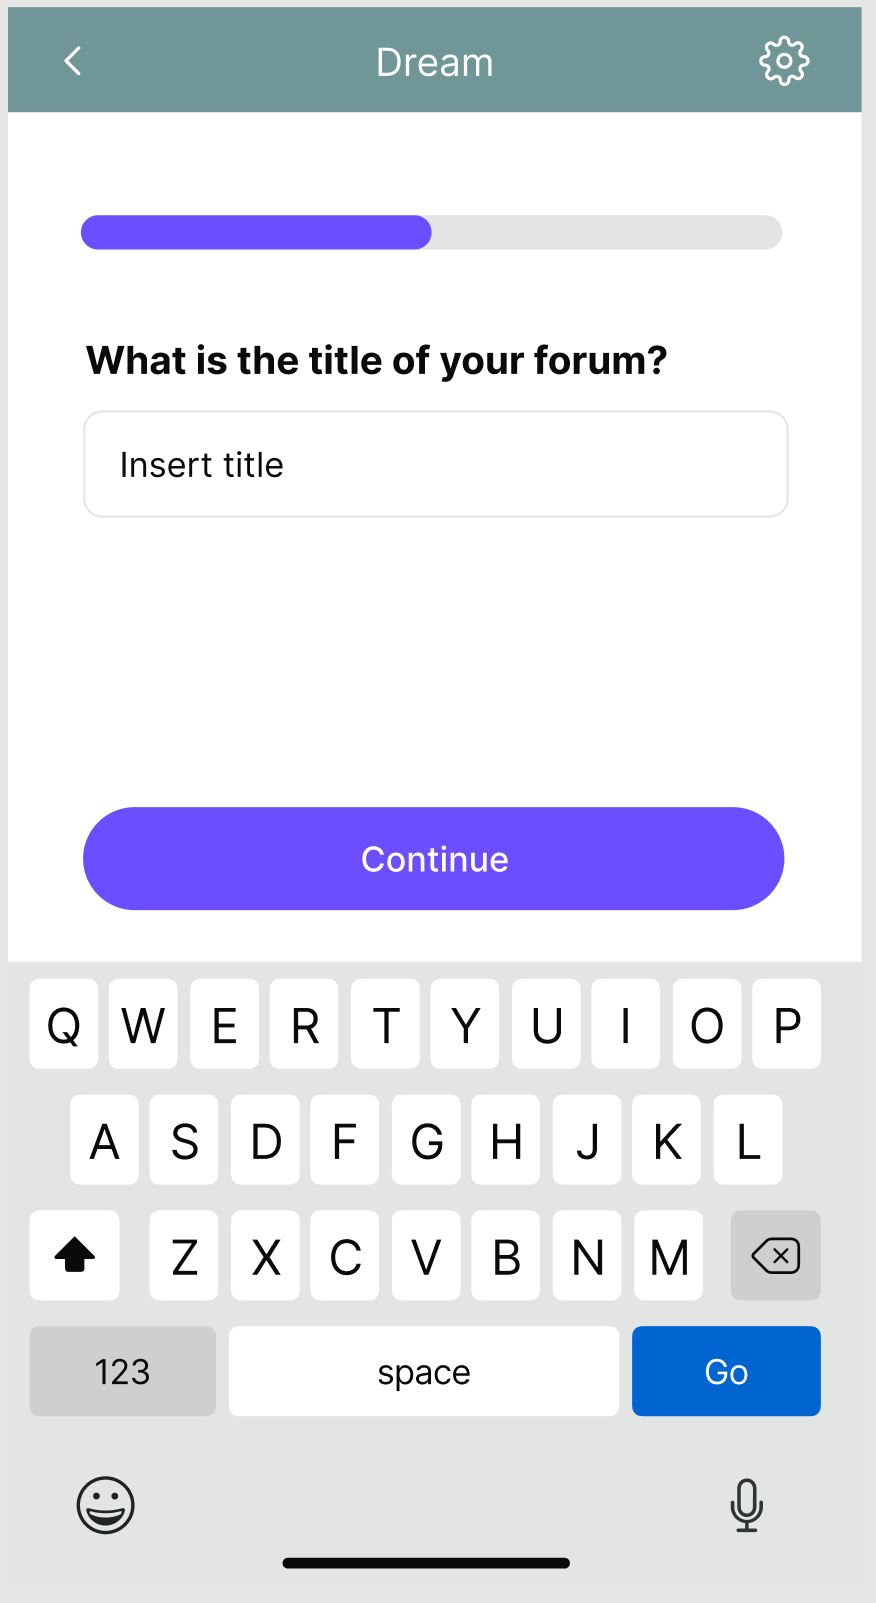 Dream
What is the title of your forum?
Insert title
Continue
Q W E R T Y U I O P
A S D F G H J K L
Z X C V B N M
123 space Go